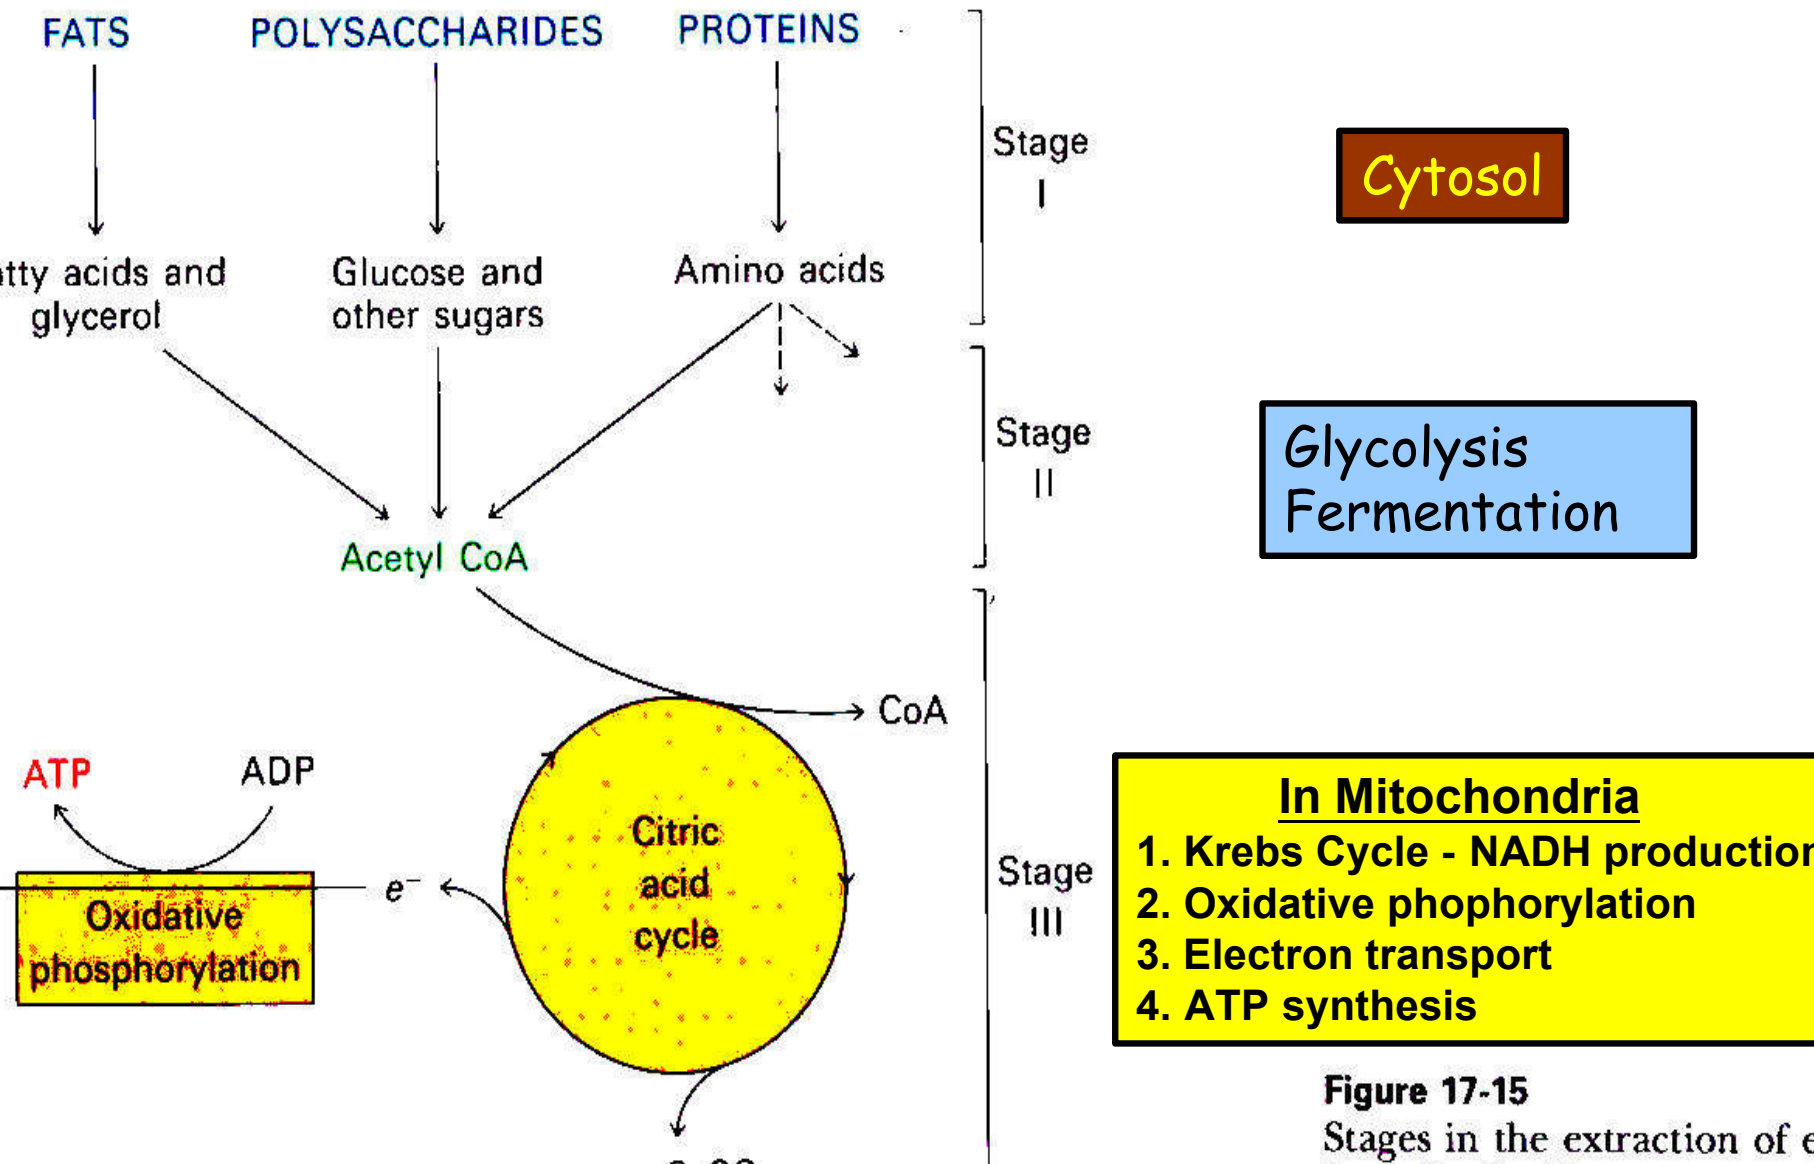 FATS POLYSACCHARIDES PROTEINS
Stage
I
Cytosol
atty acids and
glycerol
Glucose and
other sugars
Amino acids
Stage
II
Glycolysis
Fermentation
Acetyl CoA
CoA
ATP ADP
Citric
acid
cycle
e⁻
Oxidative
phosphorylation
Stage
III
In Mitochondria
1. Krebs Cycle - NADH production
2. Oxidative phophorylation
3. Electron transport
4. ATP synthesis
Figure 17-15
Stages in the extraction of e